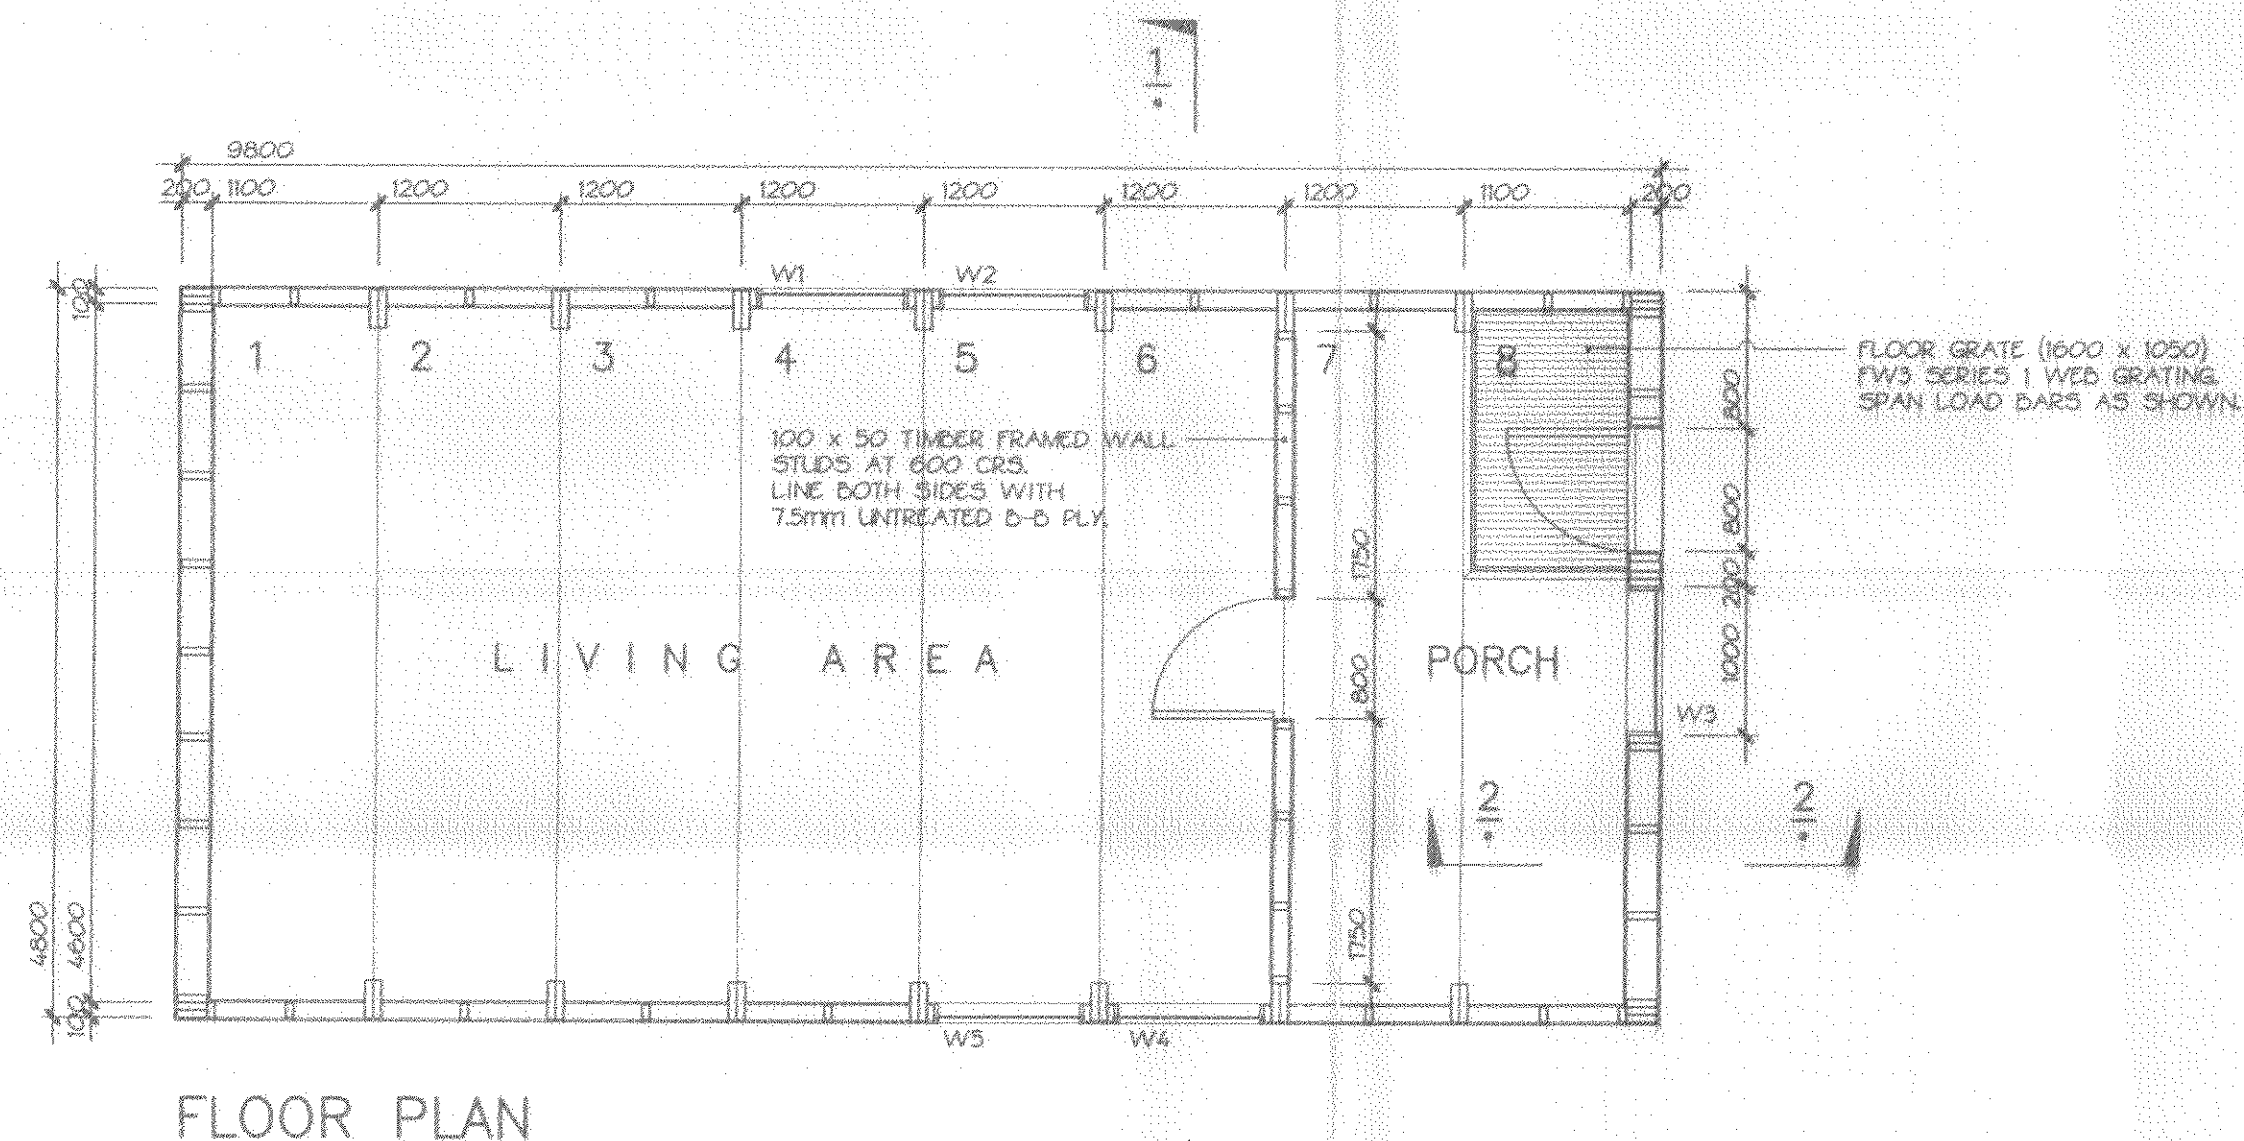 1
9800
200 1100 1200 1200 1200 1200 1200 1200 1100 200
W1 W2
100
1 2 3 4 5 6 7 8
FLOOR GRATE (1600 x 1050)
FW3 SERIES 1 WEB GRATING.
SPAN LOAD BARS AS SHOWN.
800
100 x 50 TIMBER FRAMED WALL
STUDS AT 600 CRS.
LINE BOTH SIDES WITH
7.5mm UNTREATED B-B PLY.
800
1750
200
LIVING AREA
PORCH
800
1000
W3
2 2
4800
4600
1750
100
W5 W4
FLOOR PLAN